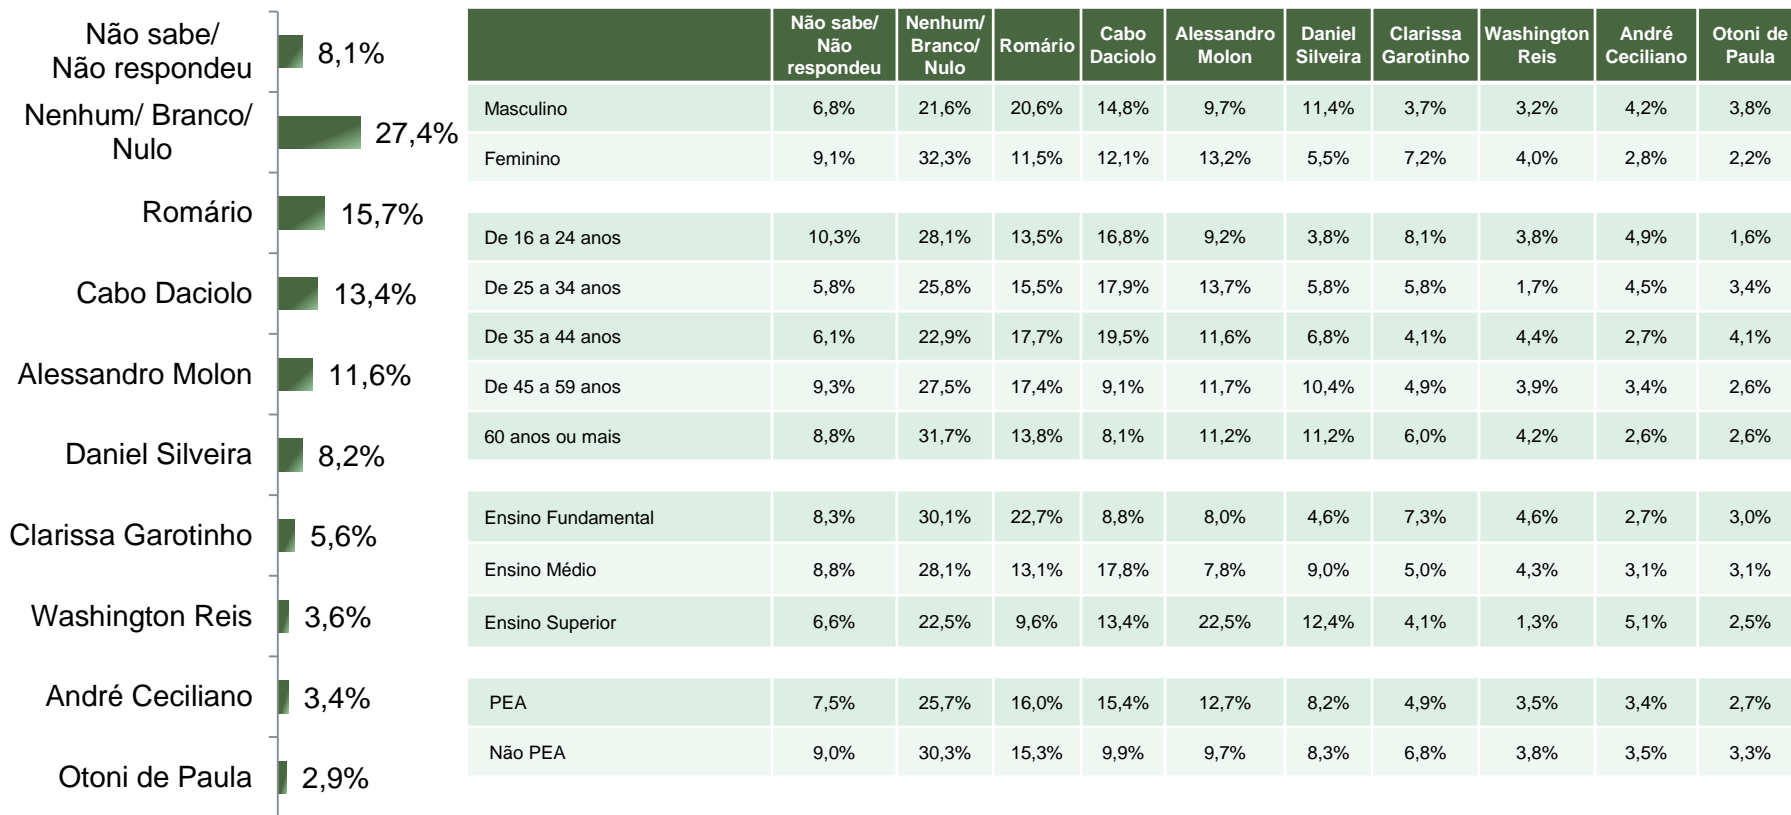 Não sabe/
Não respondeu
8,1%
Nenhum/ Branco/
Nulo
27,4%
Romário
15,7%
Cabo Daciolo
13,4%
Alessandro Molon
11,6%
Daniel Silveira
8,2%
Clarissa Garotinho
5,6%
Washington Reis
3,6%
André Ceciliano
3,4%
Otoni de Paula
2,9%
Não sabe/ Não respondeu Nenhum/ Branco/ Nulo Romário Cabo Daciolo Alessandro Molon Daniel Silveira Clarissa Garotinho Washington Reis André Ceciliano Otoni de Paula
Masculino 6,8% 21,6% 20,6% 14,8% 9,7% 11,4% 3,7% 3,2% 4,2% 3,8%
Feminino 9,1% 32,3% 11,5% 12,1% 13,2% 5,5% 7,2% 4,0% 2,8% 2,2%
De 16 a 24 anos 10,3% 28,1% 13,5% 16,8% 9,2% 3,8% 8,1% 3,8% 4,9% 1,6%
De 25 a 34 anos 5,8% 25,8% 15,5% 17,9% 13,7% 5,8% 5,8% 1,7% 4,5% 3,4%
De 35 a 44 anos 6,1% 22,9% 17,7% 19,5% 11,6% 6,8% 4,1% 4,4% 2,7% 4,1%
De 45 a 59 anos 9,3% 27,5% 17,4% 9,1% 11,7% 10,4% 4,9% 3,9% 3,4% 2,6%
60 anos ou mais 8,8% 31,7% 13,8% 8,1% 11,2% 11,2% 6,0% 4,2% 2,6% 2,6%
Ensino Fundamental 8,3% 30,1% 22,7% 8,8% 8,0% 4,6% 7,3% 4,6% 2,7% 3,0%
Ensino Médio 8,8% 28,1% 13,1% 17,8% 7,8% 9,0% 5,0% 4,3% 3,1% 3,1%
Ensino Superior 6,6% 22,5% 9,6% 13,4% 22,5% 12,4% 4,1% 1,3% 5,1% 2,5%
PEA 7,5% 25,7% 16,0% 15,4% 12,7% 8,2% 4,9% 3,5% 3,4% 2,7%
Não PEA 9,0% 30,3% 15,3% 9,9% 9,7% 8,3% 6,8% 3,8% 3,5% 3,3%